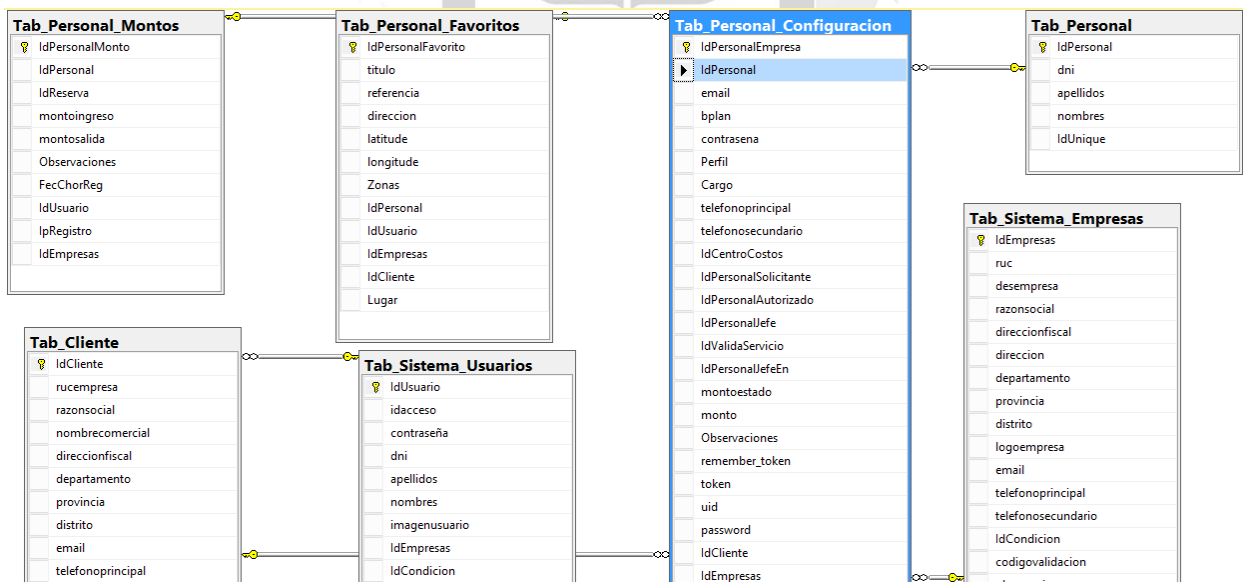 Tab_Personal_Montos
IdPersonalMonto
IdPersonal
IdReserva
montoingreso
montosalida
Observaciones
FecChorReg
IdUsuario
IpRegistro
IdEmpresas
Tab_Personal_Favoritos
IdPersonalFavorito
titulo
referencia
direccion
latitude
longitude
Zonas
IdPersonal
IdUsuario
IdEmpresas
IdCliente
Lugar
Tab_Personal_Configuracion
IdPersonalEmpresa
IdPersonal
email
bplan
contrasena
Perfil
Cargo
telefonoprincipal
telefonosecundario
IdCentroCostos
IdPersonalSolicitante
IdPersonalAutorizado
IdPersonalJefe
IdValidaServicio
IdPersonalJefeEn
montoestado
monto
Observaciones
remember_token
token
uid
password
IdCliente
IdEmpresas
Tab_Personal
IdPersonal
dni
apellidos
nombres
IdUnique
Tab_Sistema_Empresas
IdEmpresas
ruc
desempresa
razonsocial
direccionfiscal
direccion
departamento
provincia
distrito
logoempresa
email
telefonoprincipal
telefonosecundario
IdCondicion
codigovalidacion
Tab_Cliente
IdCliente
rucempresa
razonsocial
nombrecomercial
direccionfiscal
departamento
provincia
distrito
email
telefonoprincipal
Tab_Sistema_Usuarios
IdUsuario
idacceso
contraseña
dni
apellidos
nombres
imagenusuario
IdEmpresas
IdCondicion